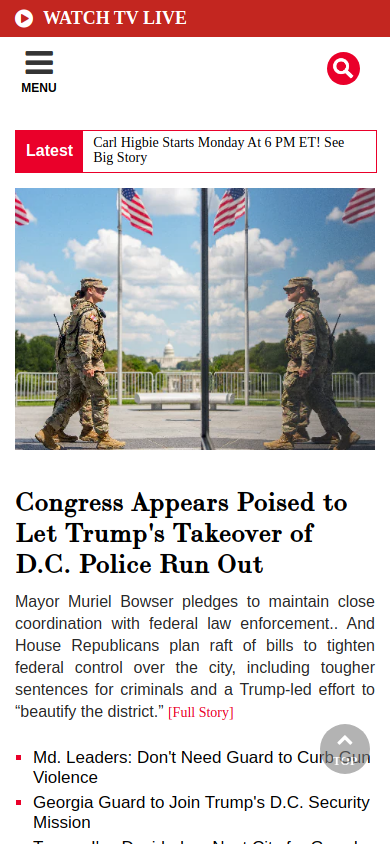 WATCH TV LIVE
MENU
Latest
Carl Higbie Starts Monday At 6 PM ET! See
Big Story
Congress Appears Poised to
Let Trump's Takeover of
D.C. Police Run Out
Mayor Muriel Bowser pledges to maintain close
coordination with federal law enforcement.. And
House Republicans plan raft of bills to tighten
federal control over the city, including tougher
sentences for criminals and a Trump-led effort to
“beautify the district.” [Full Story]
Md. Leaders: Don't Need Guard to Curb Gun
Violence
TOP
Georgia Guard to Join Trump's D.C. Security
Mission